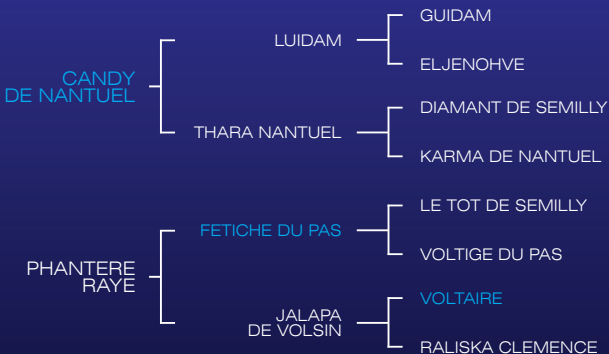 GUIDAM
LUIDAM
ELJENOHVE
CANDY
DE NANTUEL
DIAMANT DE SEMILLY
THARA NANTUEL
KARMA DE NANTUEL
LE TOT DE SEMILLY
FETICHE DU PAS
VOLTIGE DU PAS
PHANTERE
RAYE
VOLTAIRE
JALAPA
DE VOLSIN
RALISKA CLEMENCE